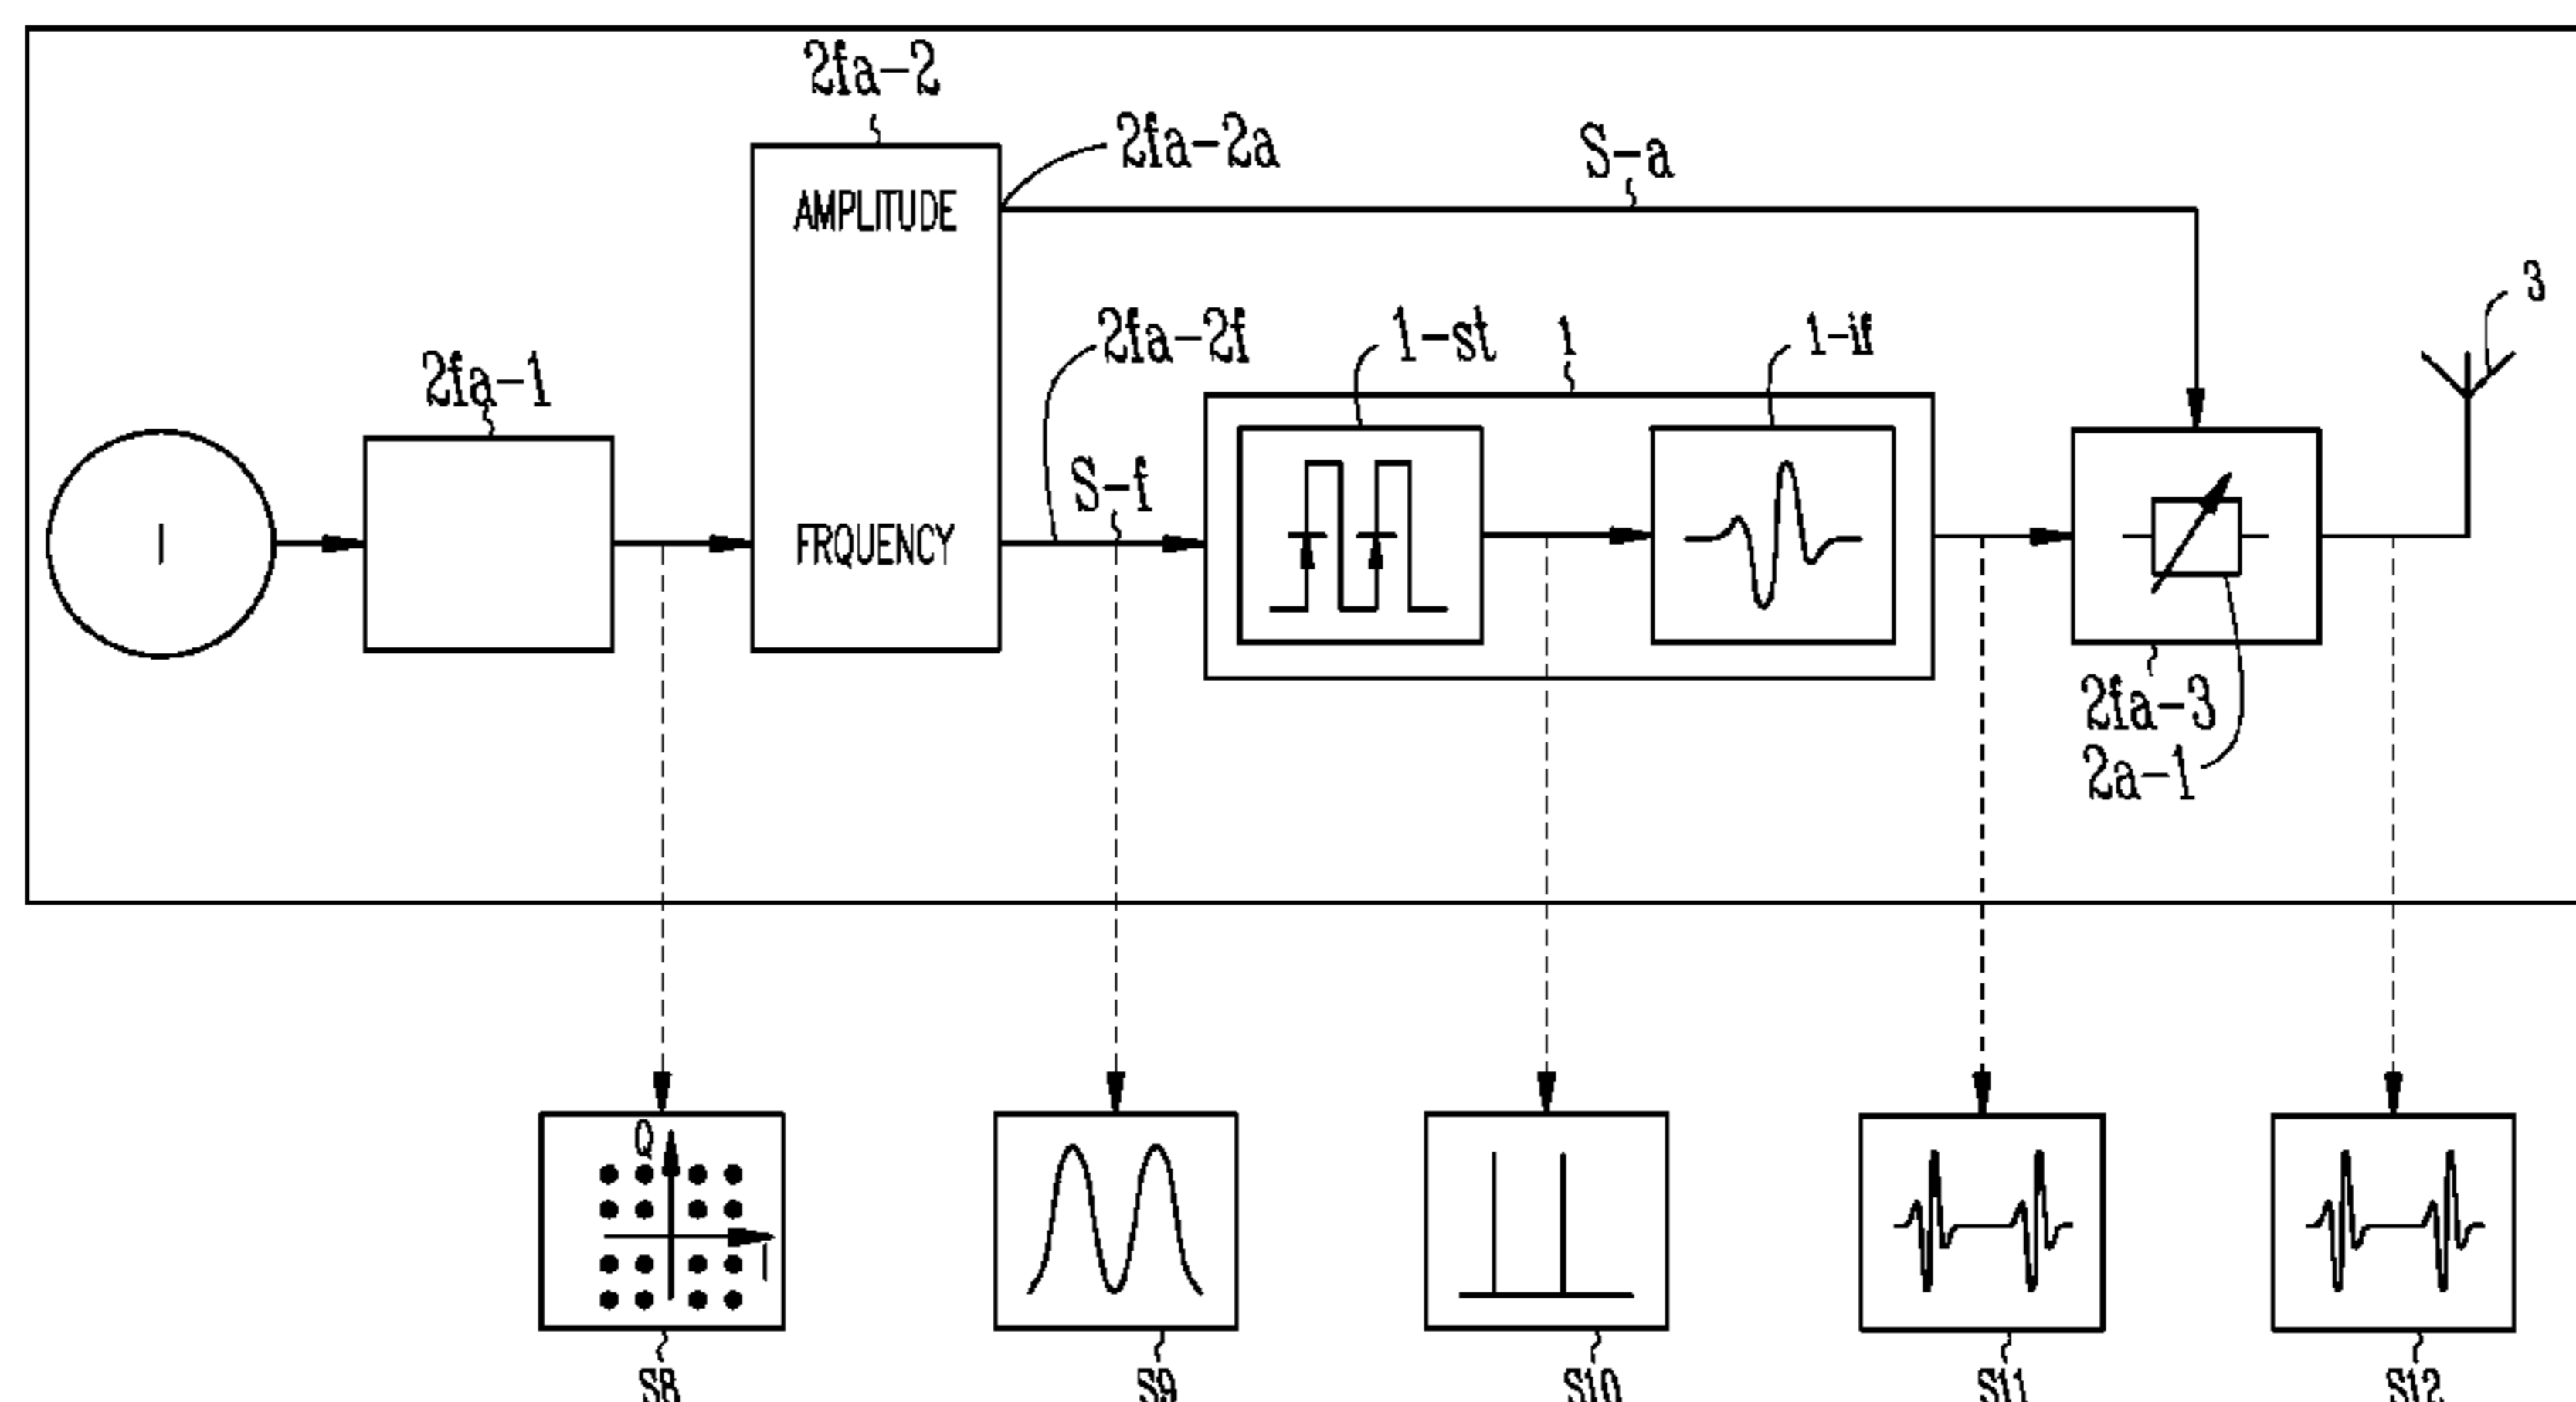 2fa-2
2fa-2a
S-a
AMPLITUDE
3
2fa-2f
1-st
1
1-if
2fa-1
S-f
I
FRQUENCY
2fa-3
2a-1
Q
I
S8
S9
S10
S11
S12